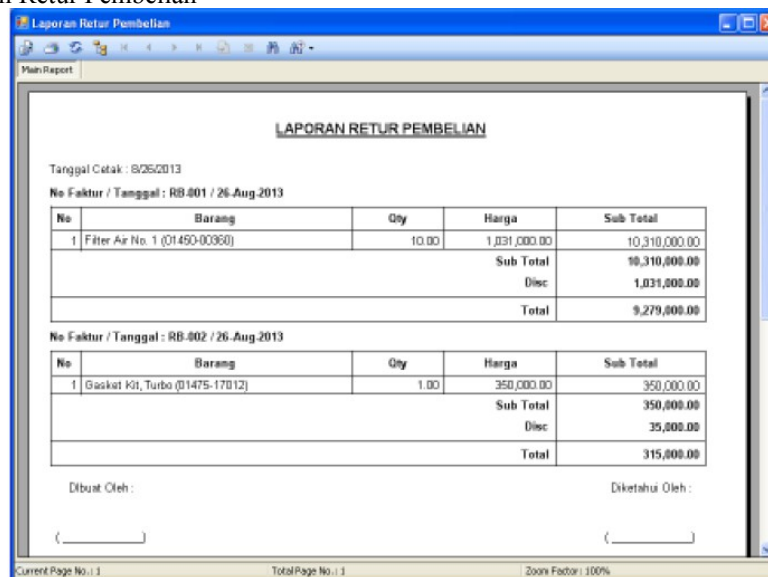 n Retur Pembelian
Laporan Retur Pembelian
Main Report
LAPORAN RETUR PEMBELIAN
Tanggal Cetak : 8/26/2013
No Faktur / Tanggal : RB-001 / 26-Aug-2013
No Barang Qty Harga Sub Total
1 Filter Air No. 1 (01450-00360) 10.00 1,031,000.00 10,310,000.00
Sub Total 10,310,000.00
Disc 1,031,000.00
Total 9,279,000.00
No Faktur / Tanggal : RB-002 / 26-Aug-2013
No Barang Qty Harga Sub Total
1 Gasket Kit, Turbo (01475-17012) 1.00 350,000.00 350,000.00
Sub Total 350,000.00
Disc 35,000.00
Total 315,000.00
Dibuat Oleh : Diketahui Oleh :
(____________) (____________)
Current Page No.: 1 Total Page No.: 1 Zoom Factor: 100%